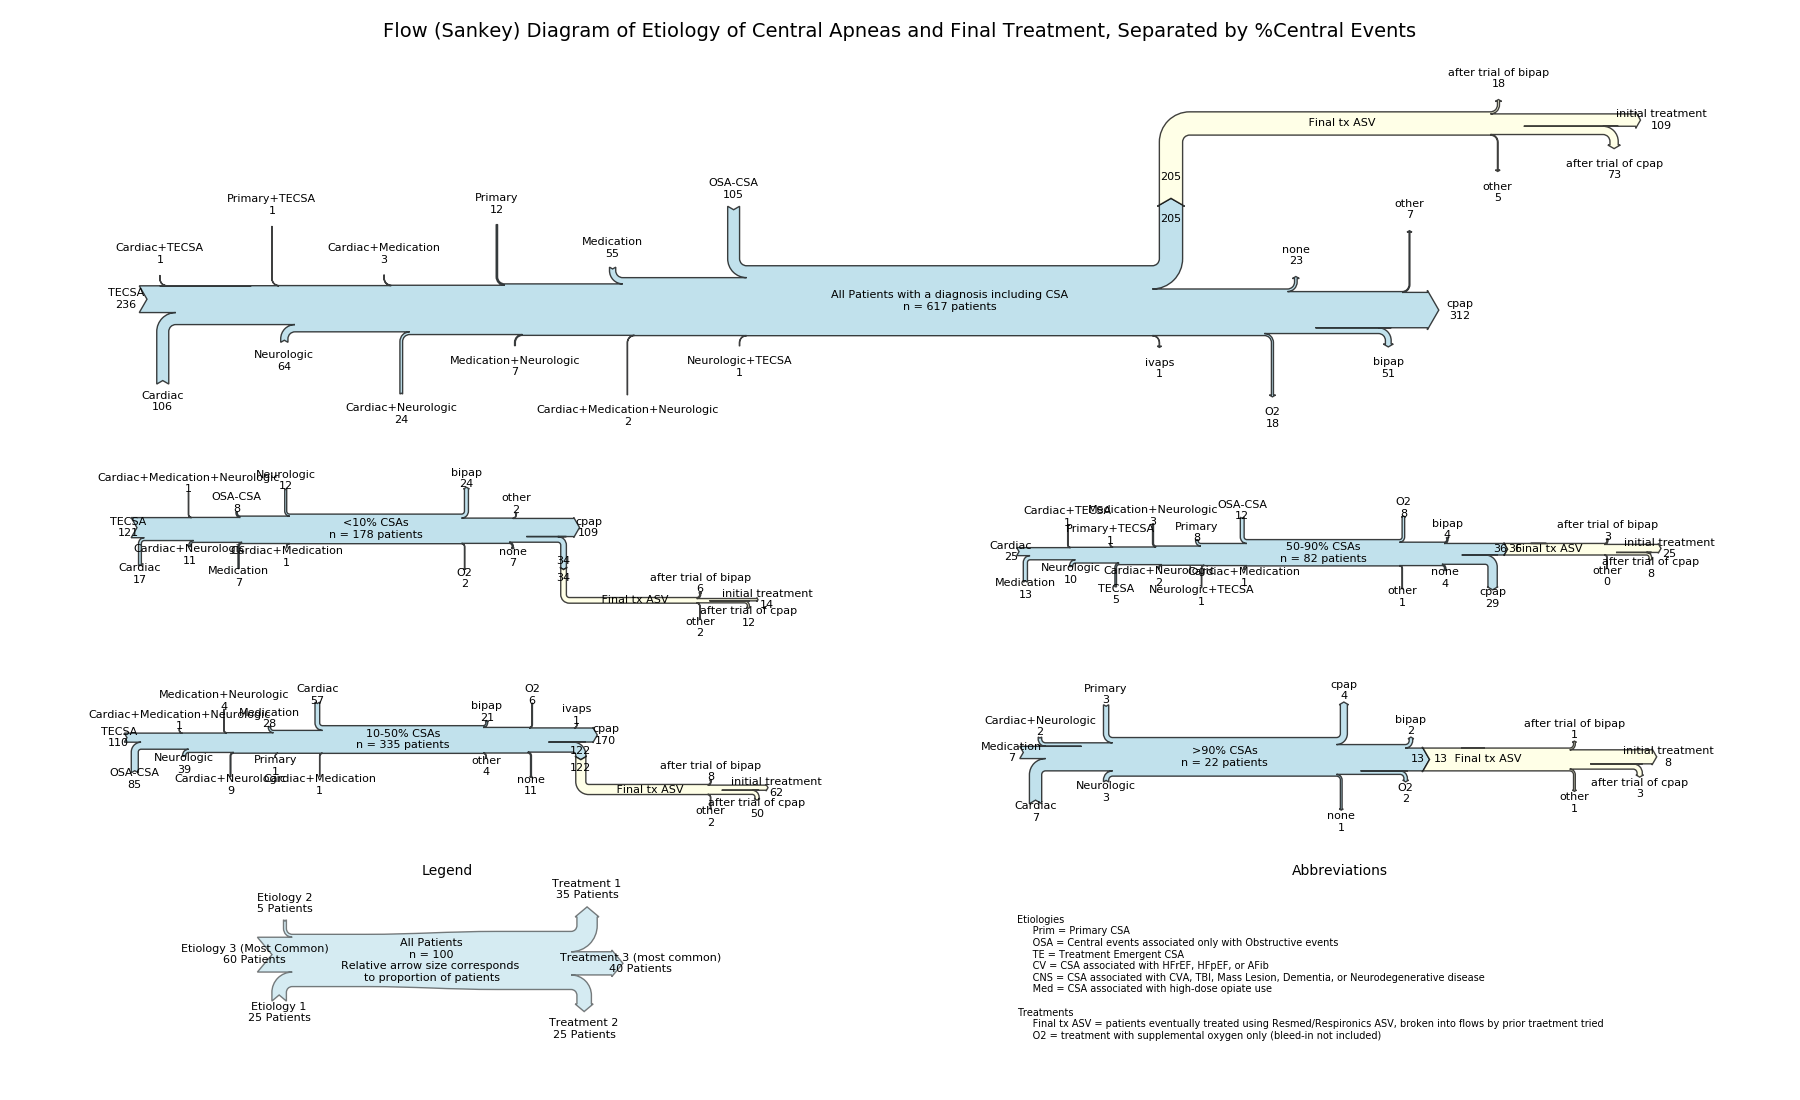 Flow (Sankey) Diagram of Etiology of Central Apneas and Final Treatment, Separated by %Central Events
after trial of bipap
18
initial treatment
109
Final tx ASV
after trial of cpap
73
other
5
205
205
OSA-CSA
105
Primary+TECSA
1
Primary
12
other
7
Cardiac+TECSA
1
Cardiac+Medication
3
Medication
55
none
23
TECSA
236
All Patients with a diagnosis including CSA
n = 617 patients
cpap
312
Neurologic
64
Medication+Neurologic
7
Neurologic+TECSA
1
ivaps
1
bipap
51
Cardiac
106
Cardiac+Neurologic
24
Cardiac+Medication+Neurologic
2
O2
18
Cardiac+Medication+Neurologic
1
Neurologic
12
OSA-CSA
8
bipap
24
other
2
TECSA
121
<10% CSAs
n = 178 patients
cpap
109
Cardiac
17
Cardiac+Neurologic
11
Medication
7
Cardiac+Medication
1
O2
2
none
7
34
34
Final tx ASV
after trial of bipap
6
initial treatment
14
after trial of cpap
12
other
2
Cardiac+TECSA
1
Medication+Neurologic
3
Primary+TECSA
1
Primary
8
OSA-CSA
12
O2
8
bipap
4
Cardiac
25
50-90% CSAs
n = 82 patients
36
36
Final tx ASV
after trial of bipap
3
initial treatment
25
after trial of cpap
8
other
0
Medication
13
Neurologic
10
TECSA
5
Cardiac+Neurologic
2
Neurologic+TECSA
1
Cardiac+Medication
1
other
1
none
4
cpap
29
Medication+Neurologic
4
Cardiac
57
Cardiac+Medication+Neurologic
1
Medication
28
bipap
21
O2
6
ivaps
1
TECSA
110
10-50% CSAs
n = 335 patients
cpap
170
OSA-CSA
85
Neurologic
39
Cardiac+Neurologic
9
Primary
1
Cardiac+Medication
1
other
4
none
11
122
122
Final tx ASV
after trial of bipap
8
initial treatment
62
after trial of cpap
50
other
2
Primary
3
Cardiac+Neurologic
2
cpap
4
bipap
2
Medication
7
>90% CSAs
n = 22 patients
13
13
Final tx ASV
after trial of bipap
1
initial treatment
8
after trial of cpap
3
other
1
Cardiac
7
Neurologic
3
none
1
O2
2
Legend
Etiology 2
5 Patients
Treatment 1
35 Patients
Etiology 3 (Most Common)
60 Patients
All Patients
n = 100
Relative arrow size corresponds
to proportion of patients
Treatment 3 (most common)
40 Patients
Etiology 1
25 Patients
Treatment 2
25 Patients
Abbreviations
Etiologies
Prim = Primary CSA
OSA = Central events associated only with Obstructive events
TE = Treatment Emergent CSA
CV = CSA associated with HFrEF, HFpEF, or AFib
CNS = CSA associated with CVA, TBI, Mass Lesion, Dementia, or Neurodegenerative disease
Med = CSA associated with high-dose opiate use
Treatments
Final tx ASV = patients eventually treated using Resmed/Respironics ASV, broken into flows by prior traetment tried
O2 = treatment with supplemental oxygen only (bleed-in not included)